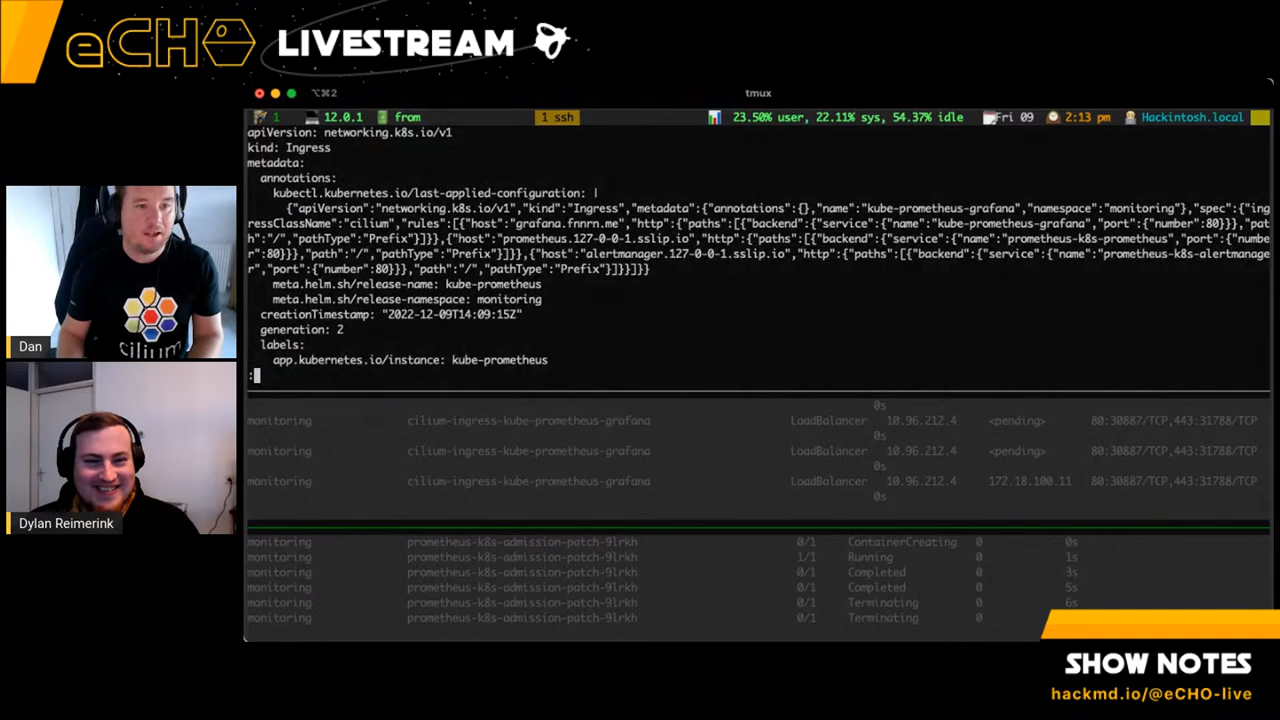 eCHO LIVESTREAM
⌥⌘2 tmux
1 12.0.1 from 1 ssh 23.50% user, 22.11% sys, 54.37% idle Fri 09 2:13 pm Hackintosh.local
apiVersion: networking.k8s.io/v1
kind: Ingress
metadata:
annotations:
kubectl.kubernetes.io/last-applied-configuration: |
{"apiVersion":"networking.k8s.io/v1","kind":"Ingress","metadata":{"annotations":{},"name":"kube-prometheus-grafana","namespace":"monitoring"},"spec":{"ing
ressClassName":"cilium","rules":[{"host":"grafana.fnnrn.me","http":{"paths":[{"backend":{"service":{"name":"kube-prometheus-grafana","port":{"number":80}}},"pat
h":"/","pathType":"Prefix"}]}},{"host":"prometheus.127-0-0-1.sslip.io","http":{"paths":[{"backend":{"service":{"name":"prometheus-k8s-prometheus","port":{"numbe
r":80}}},"path":"/","pathType":"Prefix"}]}},{"host":"alertmanager.127-0-0-1.sslip.io","http":{"paths":[{"backend":{"service":{"name":"prometheus-k8s-alertmanage
r","port":{"number":80}}},"path":"/","pathType":"Prefix"}]}}]}}
meta.helm.sh/release-name: kube-prometheus
meta.helm.sh/release-namespace: monitoring
creationTimestamp: "2022-12-09T14:09:15Z"
generation: 2
labels:
app.kubernetes.io/instance: kube-prometheus
:
0s
monitoring cilium-ingress-kube-prometheus-grafana LoadBalancer 10.96.212.4 <pending> 80:30887/TCP,443:31788/TCP
0s
monitoring cilium-ingress-kube-prometheus-grafana LoadBalancer 10.96.212.4 <pending> 80:30887/TCP,443:31788/TCP
0s
monitoring cilium-ingress-kube-prometheus-grafana LoadBalancer 10.96.212.4 172.18.100.11 80:30887/TCP,443:31788/TCP
0s
monitoring prometheus-k8s-admission-patch-9lrkh 0/1 ContainerCreating 0 0s
monitoring prometheus-k8s-admission-patch-9lrkh 1/1 Running 0 1s
monitoring prometheus-k8s-admission-patch-9lrkh 0/1 Completed 0 3s
monitoring prometheus-k8s-admission-patch-9lrkh 0/1 Completed 0 5s
monitoring prometheus-k8s-admission-patch-9lrkh 0/1 Terminating 0 6s
monitoring prometheus-k8s-admission-patch-9lrkh 0/1 Terminating 0
cilium
Dan
Dylan Reimerink
SHOW NOTES
hackmd.io/@eCHO-live